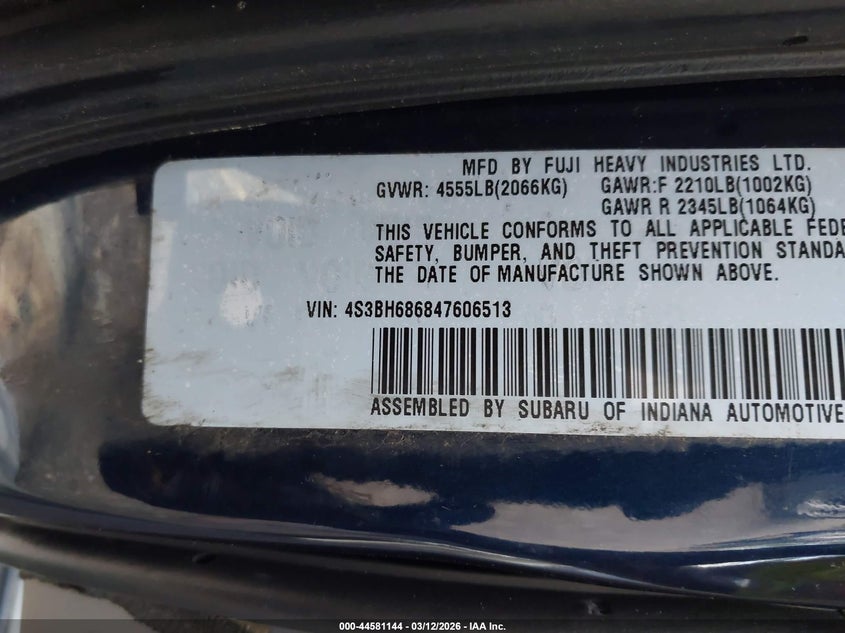 MFD BY FUJI HEAVY INDUSTRIES LTD.
GVWR: 4555LB(2066KG) GAWR:F 2210LB(1002KG)
GAWR R 2345LB(1064KG)
THIS VEHICLE CONFORMS TO ALL APPLICABLE FEDE
SAFETY, BUMPER, AND THEFT PREVENTION STANDA
THE DATE OF MANUFACTURE SHOWN ABOVE.
VIN: 4S3BH686847606513
ASSEMBLED BY SUBARU OF INDIANA AUTOMOTIVE
000-44581144 - 03/12/2026 - IAA Inc.